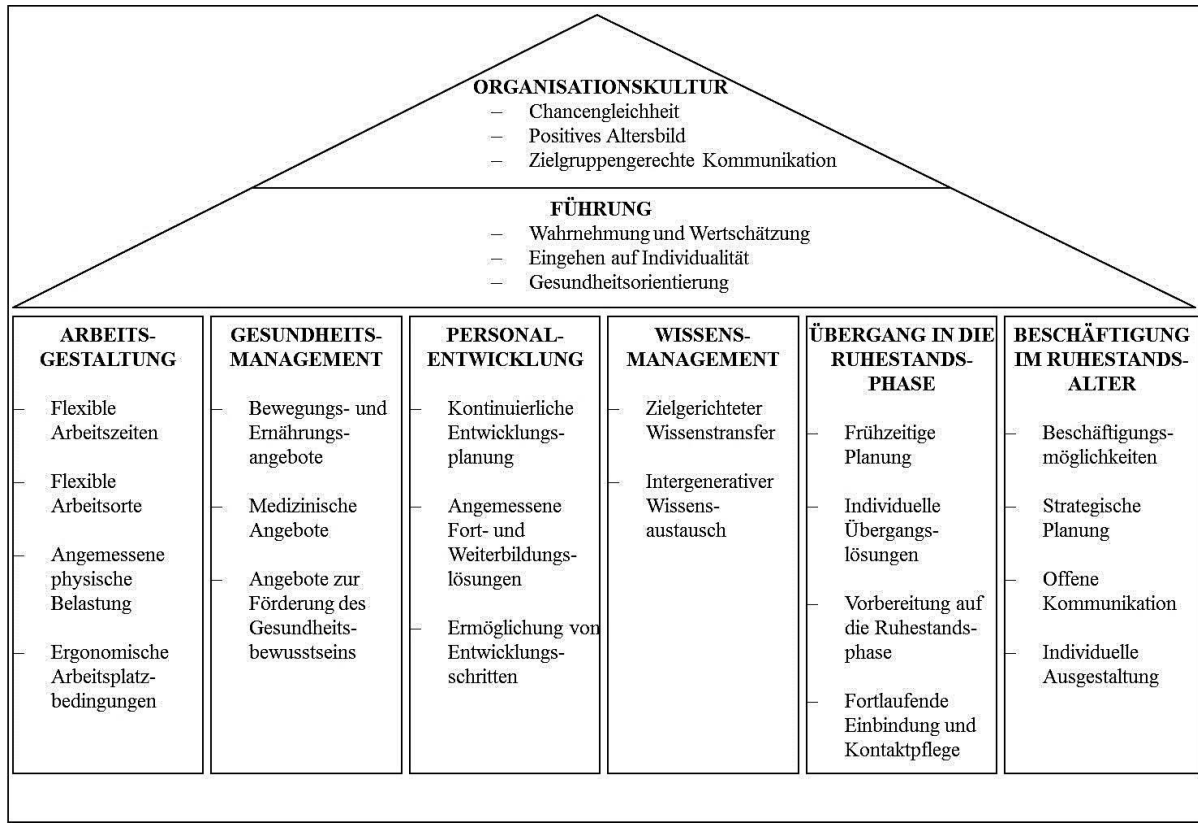 ORGANISATIONSKULTUR
– Chancengleichheit
– Positives Altersbild
– Zielgruppengerechte Kommunikation
FÜHRUNG
– Wahrnehmung und Wertschätzung
– Eingehen auf Individualität
– Gesundheitsorientierung
ARBEITS-
GESTALTUNG
– Flexible
Arbeitszeiten
– Flexible
Arbeitsorte
– Angemessene
physische
Belastung
– Ergonomische
Arbeitsplatz-
bedingungen
GESUNDHEITS-
MANAGEMENT
– Bewegungs- und
Ernährungs-
angebote
– Medizinische
Angebote
– Angebote zur
Förderung des
Gesundheits-
bewusstseins
PERSONAL-
ENTWICKLUNG
– Kontinuierliche
Entwicklungs-
planung
– Angemessene
Fort- und
Weiterbildungs-
lösungen
– Ermöglichung von
Entwicklungs-
schritten
WISSENS-
MANAGEMENT
– Zielgerichteter
Wissenstransfer
– Intergenerativer
Wissens-
austausch
ÜBERGANG IN DIE
RUHESTANDS-
PHASE
– Frühzeitige
Planung
– Individuelle
Übergangs-
lösungen
– Vorbereitung auf
die Ruhestands-
phase
– Fortlaufende
Einbindung und
Kontaktpflege
BESCHÄFTIGUNG
IM RUHESTANDS-
ALTER
– Beschäftigungs-
möglichkeiten
– Strategische
Planung
– Offene
Kommunikation
– Individuelle
Ausgestaltung